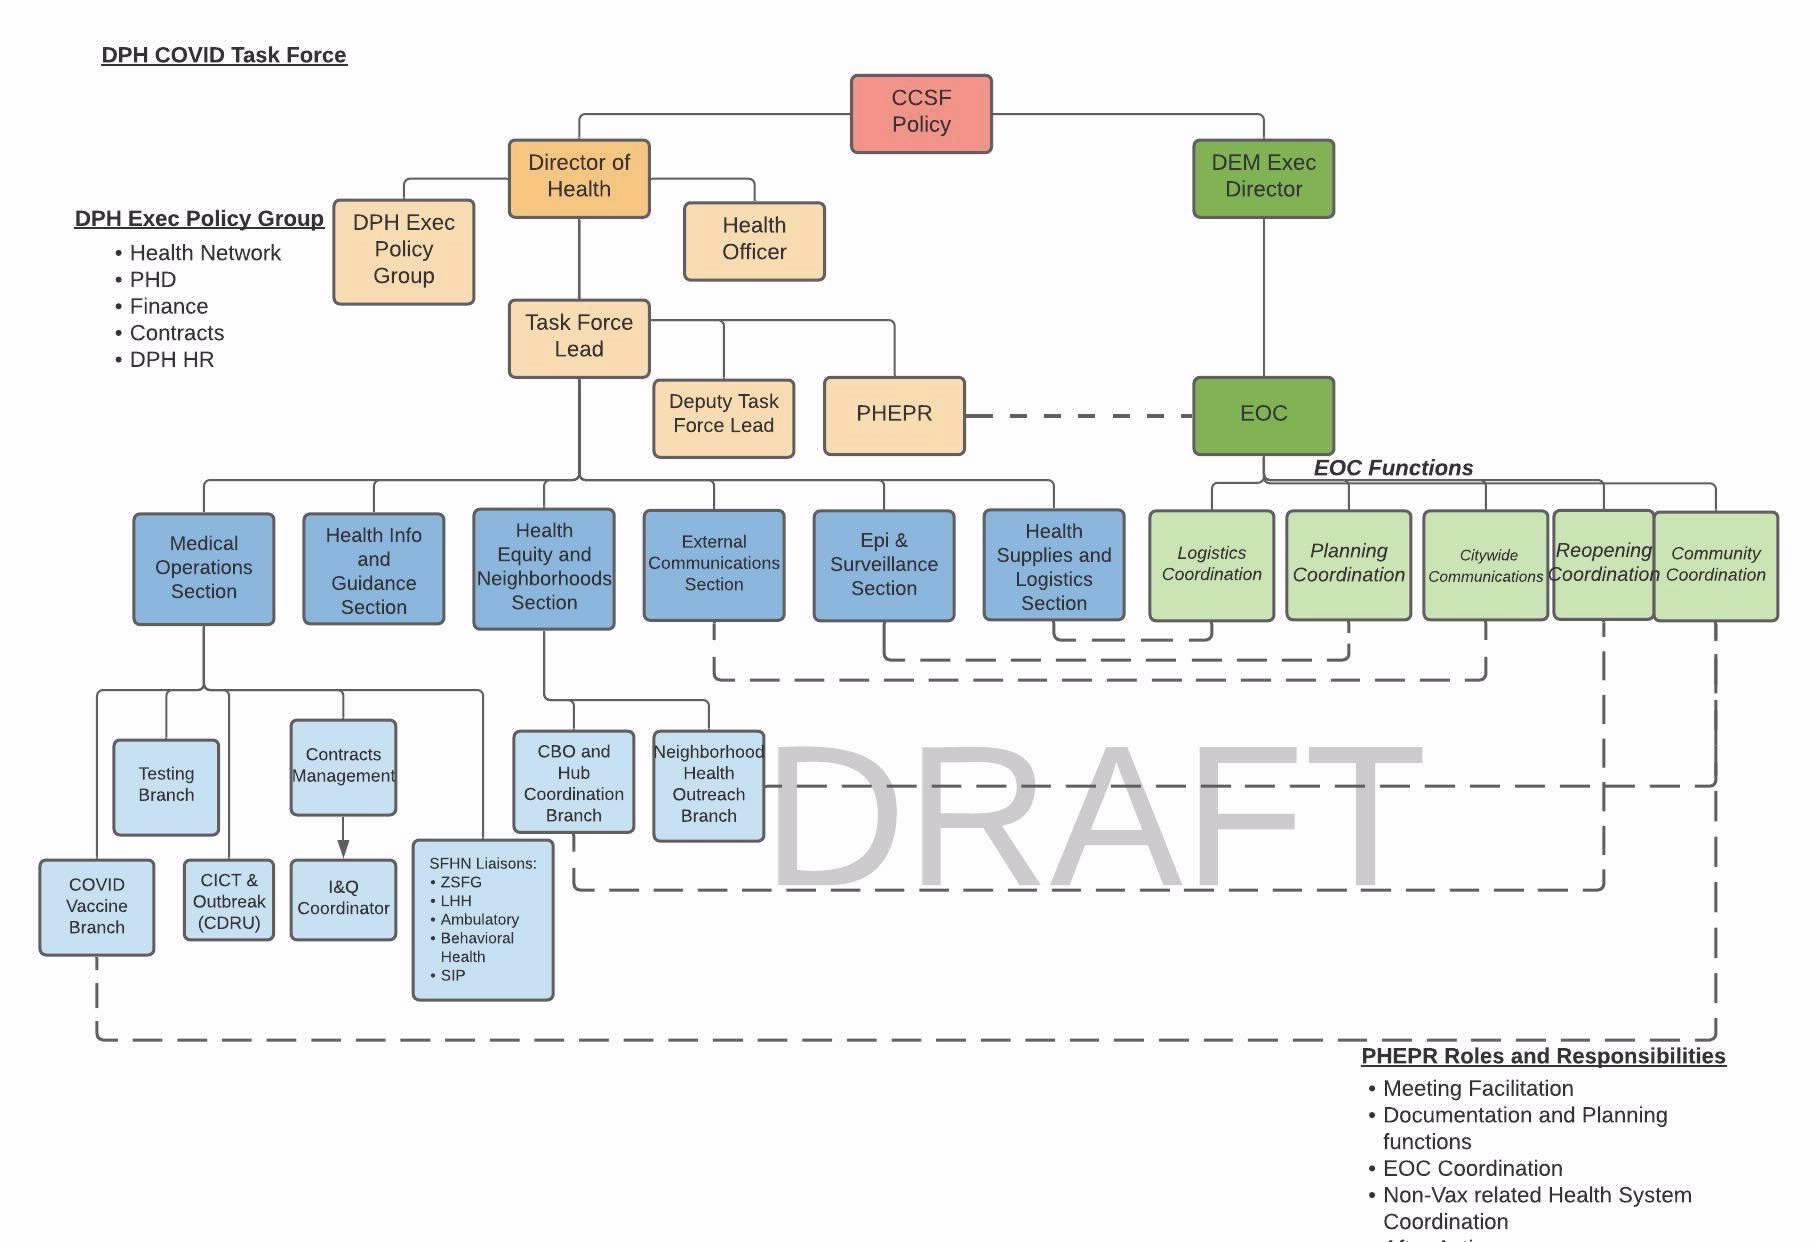 DPH COVID Task Force
CCSF
Policy
Director of
Health
DEM Exec
Director
DPH Exec Policy Group
• Health Network
• PHD
• Finance
• Contracts
• DPH HR
DPH Exec
Policy
Group
Health
Officer
Task Force
Lead
Deputy Task
Force Lead
PHEPR
EOC
EOC Functions
Medical
Operations
Section
Health Info
and
Guidance
Section
Health
Equity and
Neighborhoods
Section
External
Communications
Section
Epi &
Surveillance
Section
Health
Supplies and
Logistics
Section
Logistics
Coordination
Planning
Coordination
Citywide
Communications
Reopening
Coordination
Community
Coordination
Testing
Branch
Contracts
Management
CBO and
Hub
Coordination
Branch
Neighborhood
Health
Outreach
Branch
DRAFT
COVID
Vaccine
Branch
CICT &
Outbreak
(CDRU)
I&Q
Coordinator
SFHN Liaisons:
• ZSFG
• LHH
• Ambulatory
• Behavioral
Health
• SIP
PHEPR Roles and Responsibilities
• Meeting Facilitation
• Documentation and Planning
functions
• EOC Coordination
• Non-Vax related Health System
Coordination